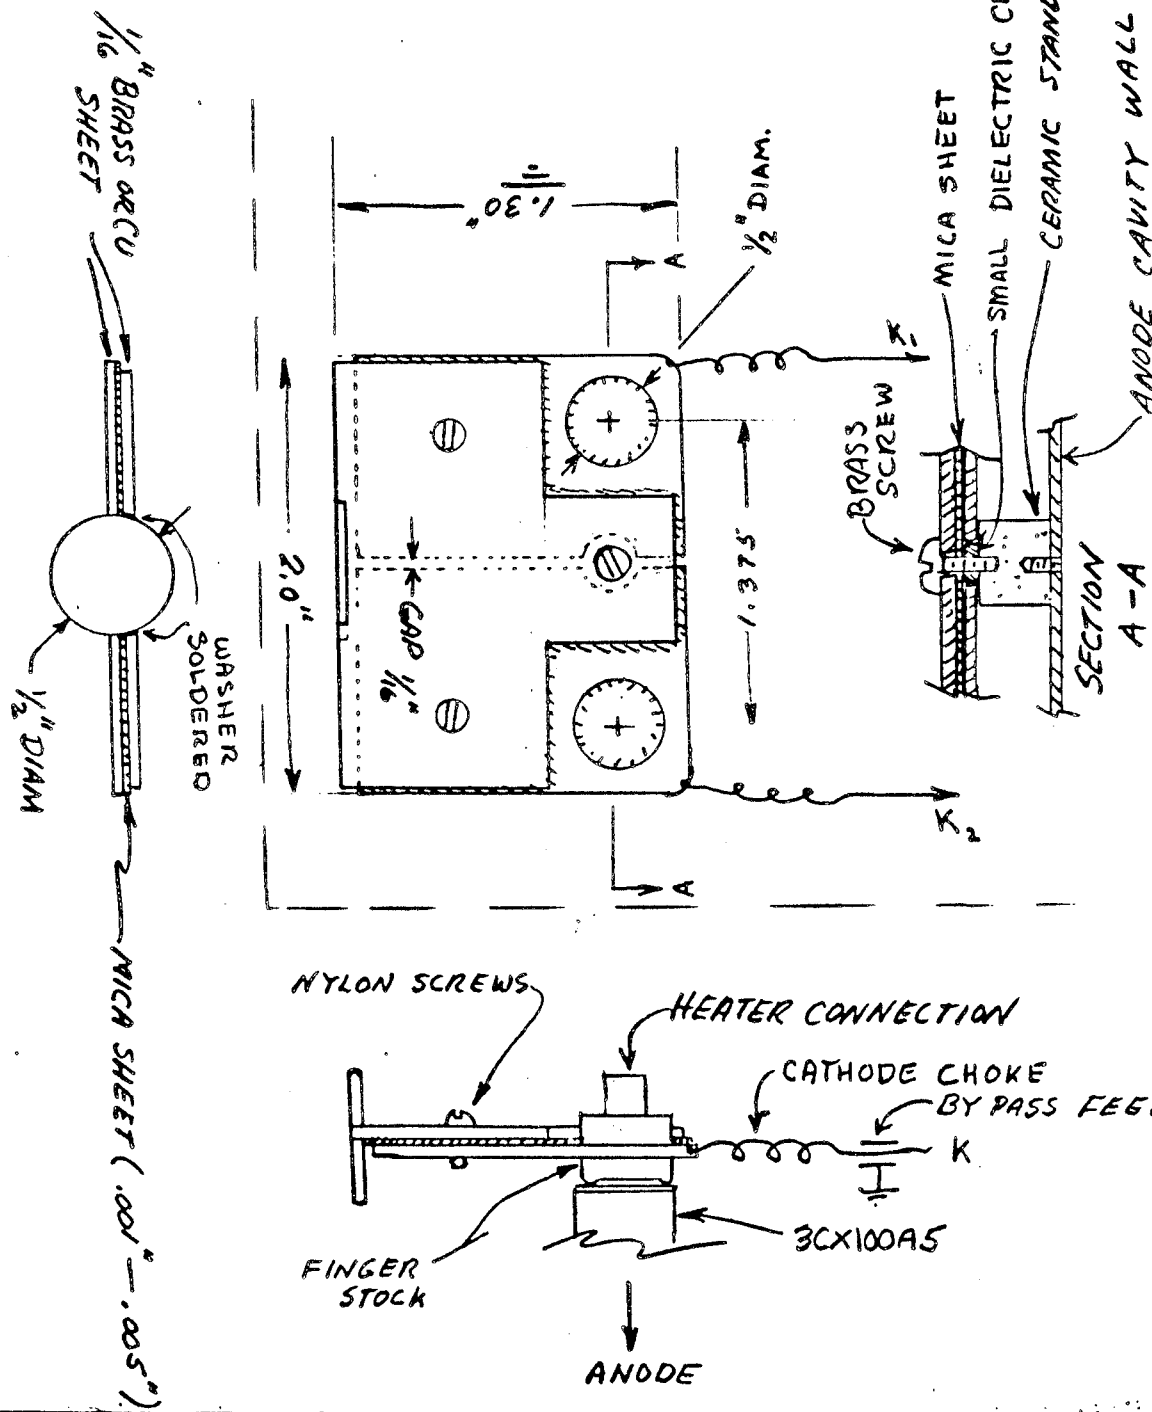 1/16" BRASS OR CU
SHEET
1.30"
1/2" DIAM.
A
K1
2.0"
GAP 1/16"
1.375
A
K2
WASHER
SOLDERED
1/2" DIAM
MICA SHEET (.001" – .005").
MICA SHEET
SMALL DIELECTRIC
CERAMIC
ANODE CAVITY WALL
BRASS
SCREW
SECTION
A-A
NYLON SCREWS
HEATER CONNECTION
CATHODE CHOKE
BY PASS
K
3CX100A5
FINGER
STOCK
ANODE